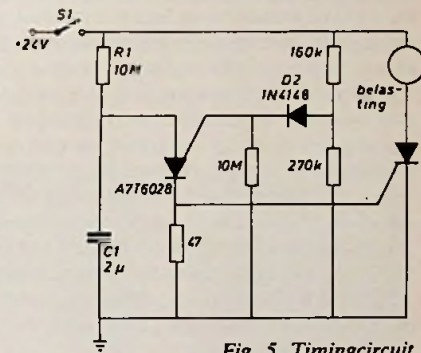 S1
+24V
R1
10M
160k
D2
1N4148
belas-
ting
A7T6028
10M
270k
47
C1
2µ
Fig. 5. Timingcircuit